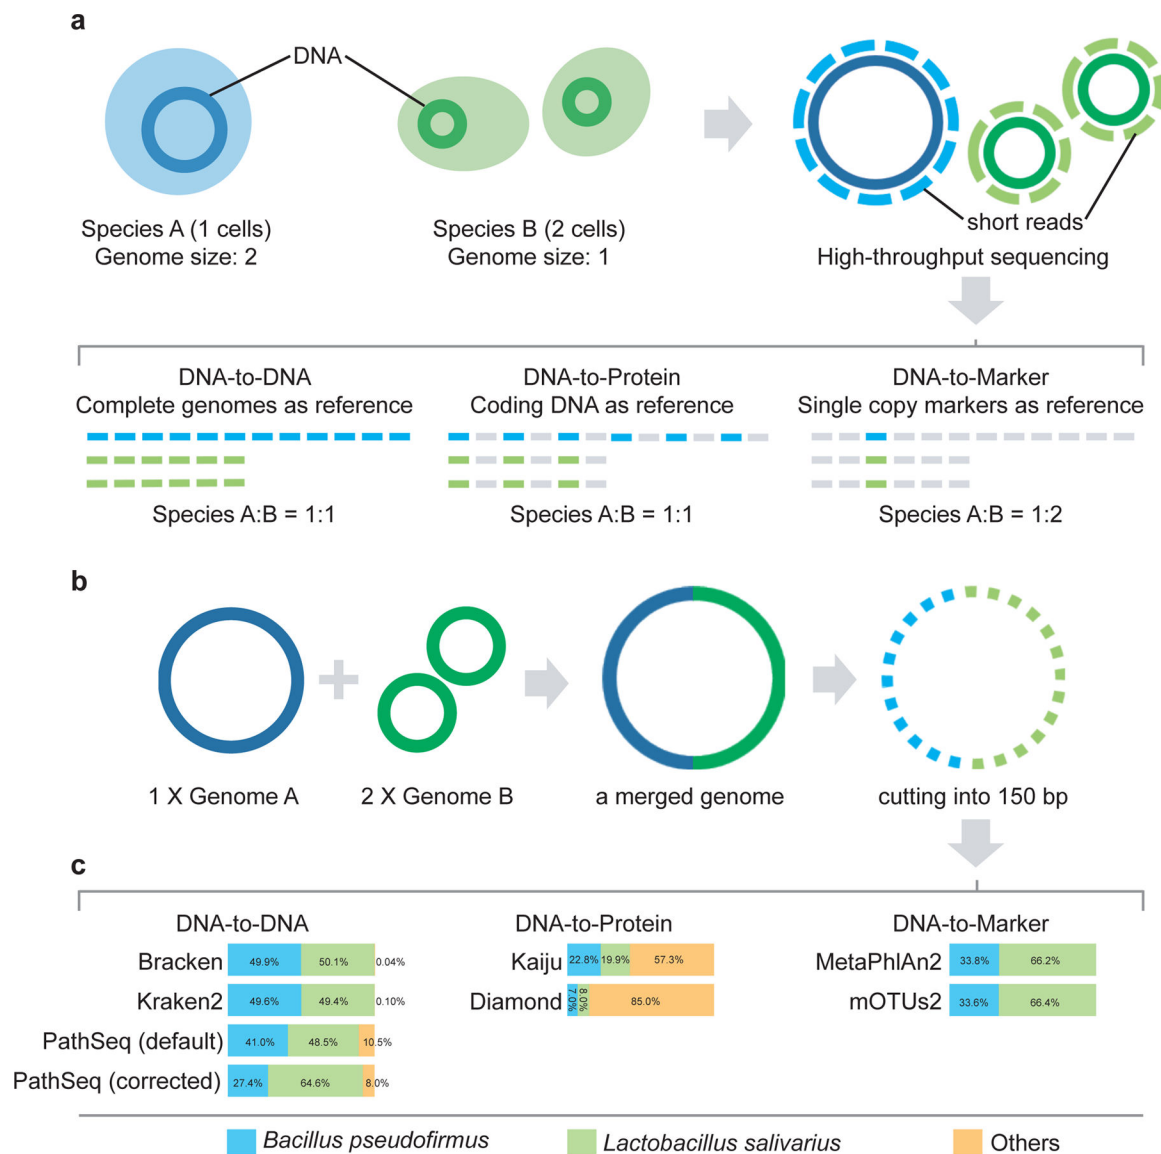 a
DNA
Species A (1 cells)
Genome size: 2
Species B (2 cells)
Genome size: 1
short reads
High-throughput sequencing
DNA-to-DNA
Complete genomes as reference
Species A:B = 1:1
DNA-to-Protein
Coding DNA as reference
Species A:B = 1:1
DNA-to-Marker
Single copy markers as reference
Species A:B = 1:2
b
1 X Genome A
2 X Genome B
a merged genome
cutting into 150 bp
c
DNA-to-DNA
Bracken 49.9% 50.1% 0.04%
Kraken2 49.6% 49.4% 0.10%
PathSeq (default) 41.0% 48.5% 10.5%
PathSeq (corrected) 27.4% 64.6% 8.0%
DNA-to-Protein
Kaiju 22.8% 19.9% 57.3%
Diamond 7.0% 8.0% 85.0%
DNA-to-Marker
MetaPhlAn2 33.8% 66.2%
mOTUs2 33.6% 66.4%
Bacillus pseudofirmus Lactobacillus salivarius Others